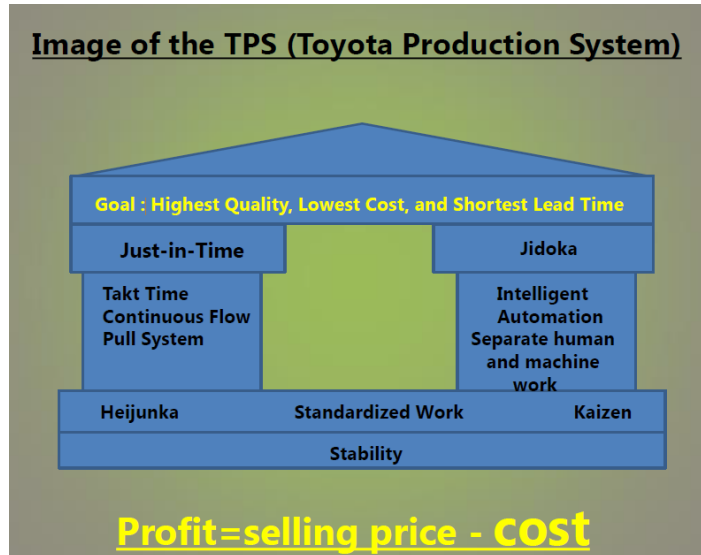 Image of the TPS (Toyota Production System)
Goal : Highest Quality, Lowest Cost, and Shortest Lead Time
Just-in-Time
Jidoka
Takt Time
Continuous Flow
Pull System
Intelligent
Automation
Separate human
and machine
work
Heijunka Standardized Work Kaizen
Stability
Profit=selling price - cost